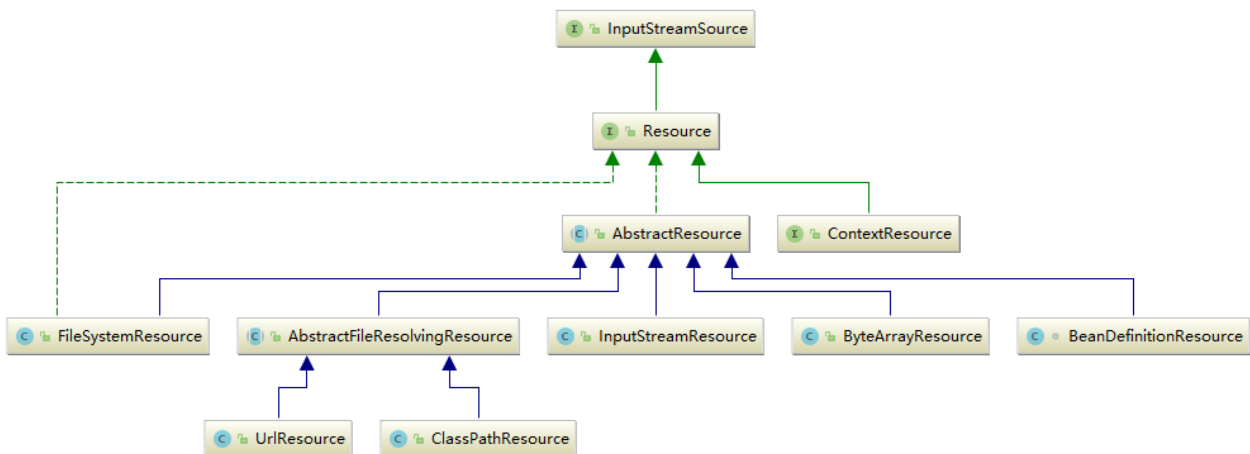 I InputStreamSource
I Resource
C AbstractResource
I ContextResource
C FileSystemResource
C AbstractFileResolvingResource
C InputStreamResource
C ByteArrayResource
C BeanDefinitionResource
C UrlResource
C ClassPathResource